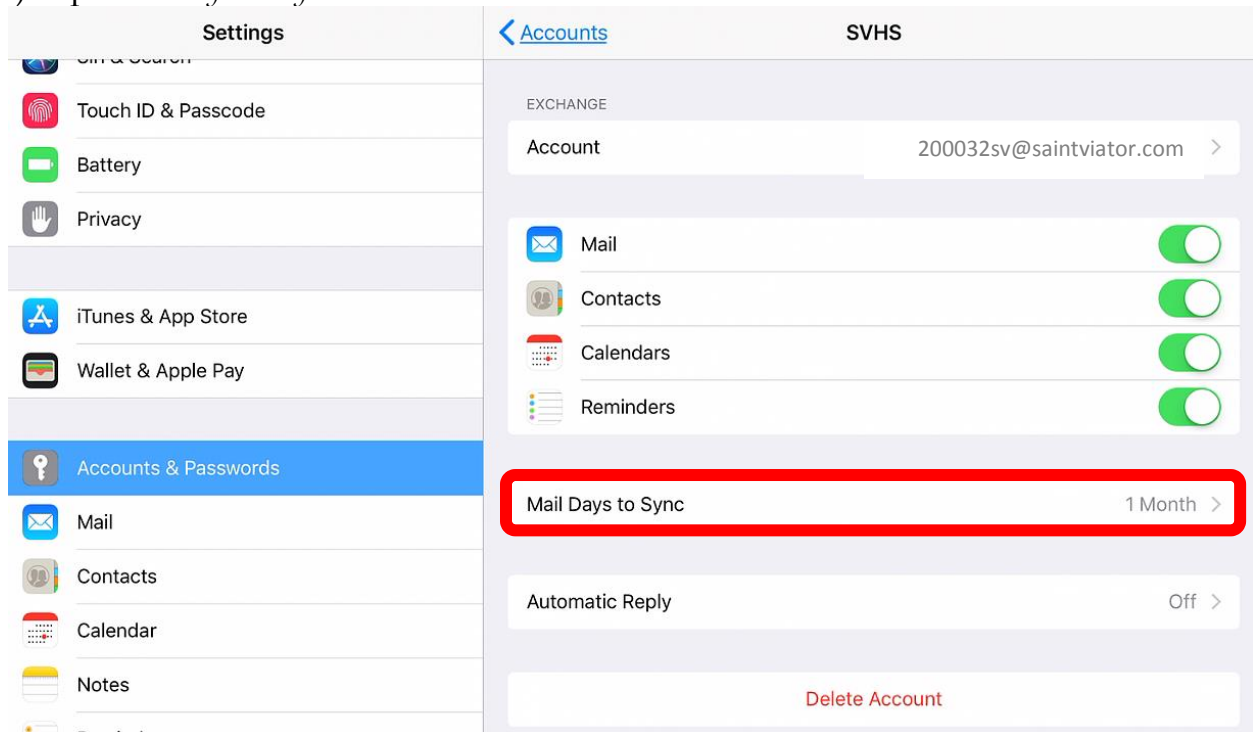 Settings
Touch ID & Passcode
Battery
Privacy
iTunes & App Store
Wallet & Apple Pay
Accounts & Passwords
Mail
Contacts
Calendar
Notes
Accounts
SVHS
EXCHANGE
Account 200032sv@saintviator.com
Mail
Contacts
Calendars
Reminders
Mail Days to Sync 1 Month
Automatic Reply Off
Delete Account